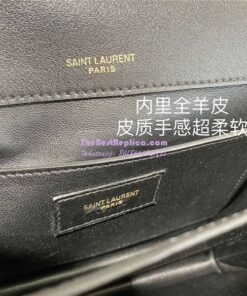 SAINT LAURENT
PARIS
内里全羊皮
皮质手感超柔软
TheBestReplica.com
SAINT LAURENT
PARIS